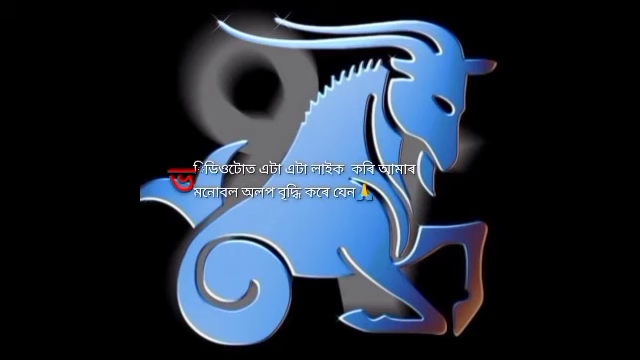 ভিডিওটোত এটা এটা লাইক কৰি আমাৰ
মনোবল অলপ বৃদ্ধি কৰে যেন🙏